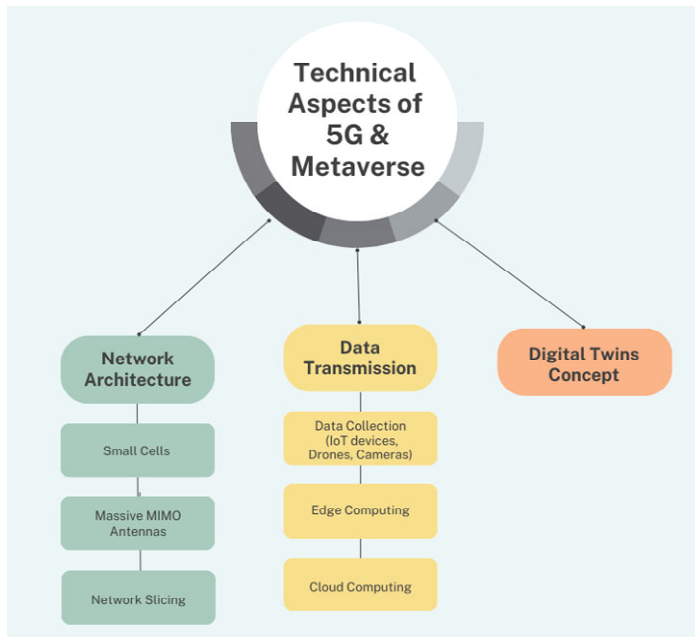 Technical
Aspects of
5G &
Metaverse
Network
Architecture
Small Cells
Massive MIMO
Antennas
Network Slicing
Data
Transmission
Data Collection
(IoT devices,
Drones, Cameras)
Edge Computing
Cloud Computing
Digital Twins
Concept